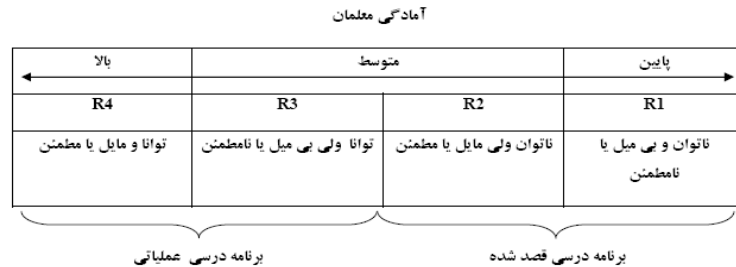 آمادگی معلمان
پایین متوسط بالا
R1 R2 R3 R4
ناتوان و بی میل یا نامطمئن
ناتوان ولی مایل یا مطمئن
توانا ولی بی میل یا نامطمئن
توانا و مایل یا مطمئن
برنامه درسی قصد شده برنامه درسی عملیاتی